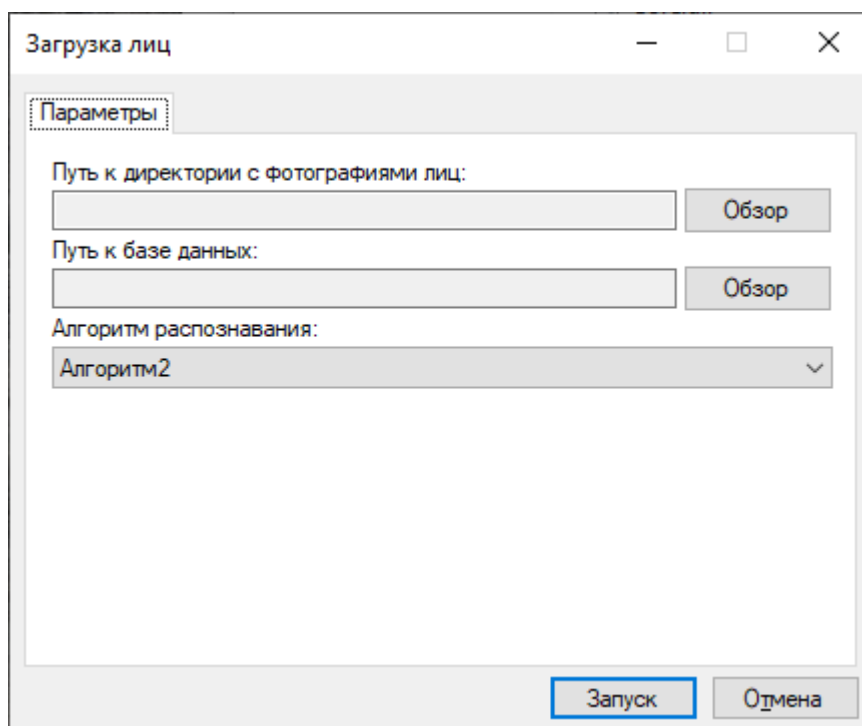 Загрузка лиц
Параметры
Путь к директории с фотографиями лиц:
Обзор
Путь к базе данных:
Обзор
Алгоритм распознавания:
Алгоритм2
Запуск Отмена